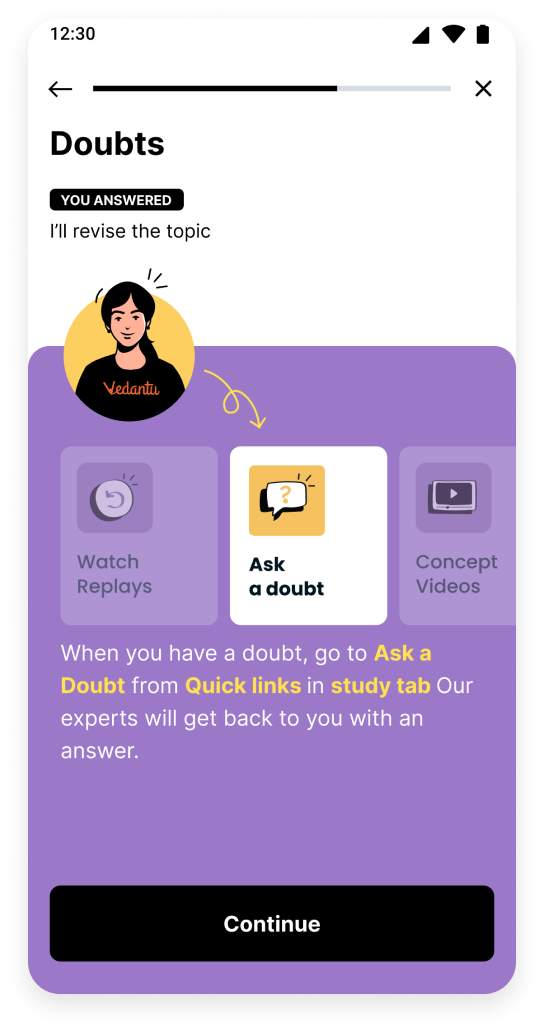 12:30
Doubts
YOU ANSWERED
I'll revise the topic
Vedantu
Watch
Replays
?
Ask
a doubt
Concept
Videos
When you have a doubt, go to Ask a
Doubt from Quick links in study tab Our
experts will get back to you with an
answer.
Continue